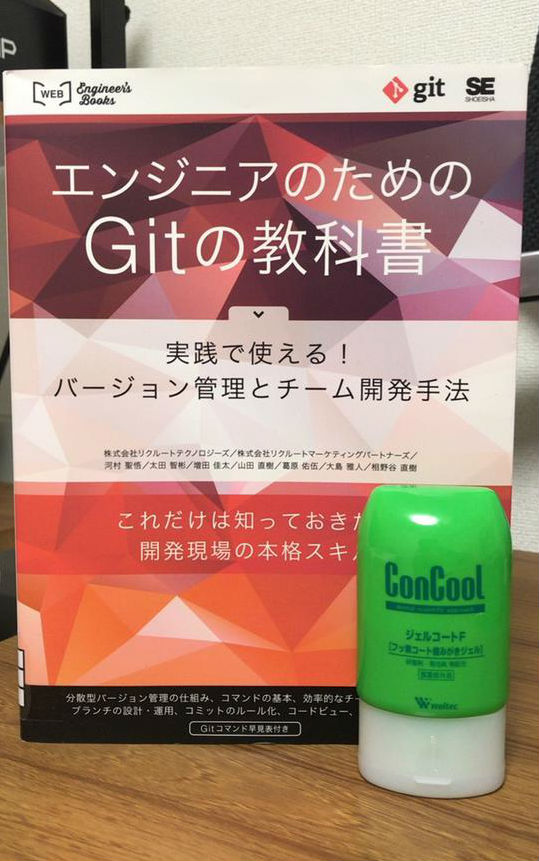 P
WEB
Engineer's
Books
git
SE
SHOEISHA
エンジニアのための
Gitの教科書
実践で使える！
バージョン管理とチーム開発手法
株式会社リクルートテクノロジーズ／株式会社リクルートマーケティングパートナーズ／
河村 聖悟／太田 智彬／増田 佳太／山田 直樹／葛原 佑伍／大島 雅人／相野谷 直樹
これだけは知っておき
開発現場の本格スキ
分散型バージョン管理の仕組み、コマンドの基本、効率的なチー
ブランチの設計・運用、コミットのルール化、コードビュー、
Gitコマンド早見表付き
ConCool
ジェルコートF
[フッ素コート歯みがきジェル]
医薬部外品
Weltec